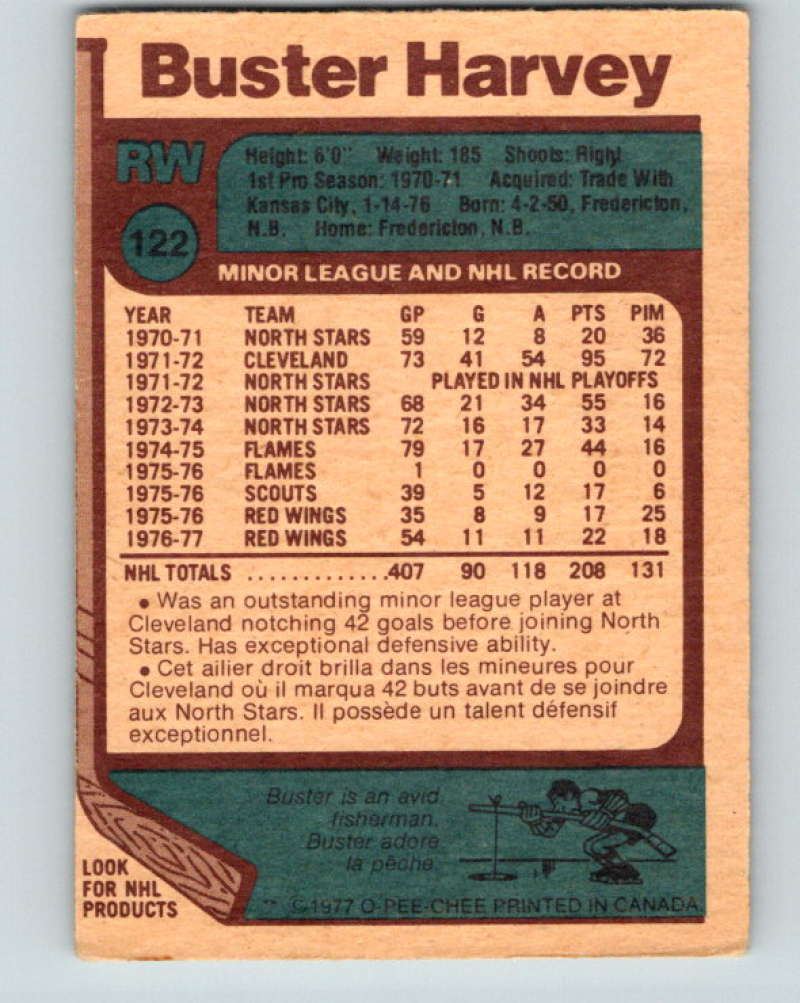 Buster Harvey
RW
Height: 6'0" Weight: 185 Shoots: Right
1st Pro Season: 1970-71 Acquired: Trade With
Kansas City, 1-14-76 Born: 4-2-50, Fredericton,
N.B. Home: Fredericton, N.B.
122
MINOR LEAGUE AND NHL RECORD
YEAR TEAM GP G A PTS PIM
1970-71 NORTH STARS 59 12 8 20 36
1971-72 CLEVELAND 73 41 54 95 72
1971-72 NORTH STARS PLAYED IN NHL PLAYOFFS
1972-73 NORTH STARS 68 21 34 55 16
1973-74 NORTH STARS 72 16 17 33 14
1974-75 FLAMES 79 17 27 44 16
1975-76 FLAMES 1 0 0 0 0
1975-76 SCOUTS 39 5 12 17 6
1975-76 RED WINGS 35 8 9 17 25
1976-77 RED WINGS 54 11 11 22 18
NHL TOTALS .............407 90 118 208 131
• Was an outstanding minor league player at
Cleveland notching 42 goals before joining North
Stars. Has exceptional defensive ability.
• Cet ailier droit brilla dans les mineures pour
Cleveland où il marqua 42 buts avant de se joindre
aux North Stars. Il possède un talent défensif
exceptionnel.
Buster is an avid
fisherman.
Buster adore
la pêche.
LOOK
FOR NHL
PRODUCTS
©1977 O-PEE-CHEE PRINTED IN CANADA